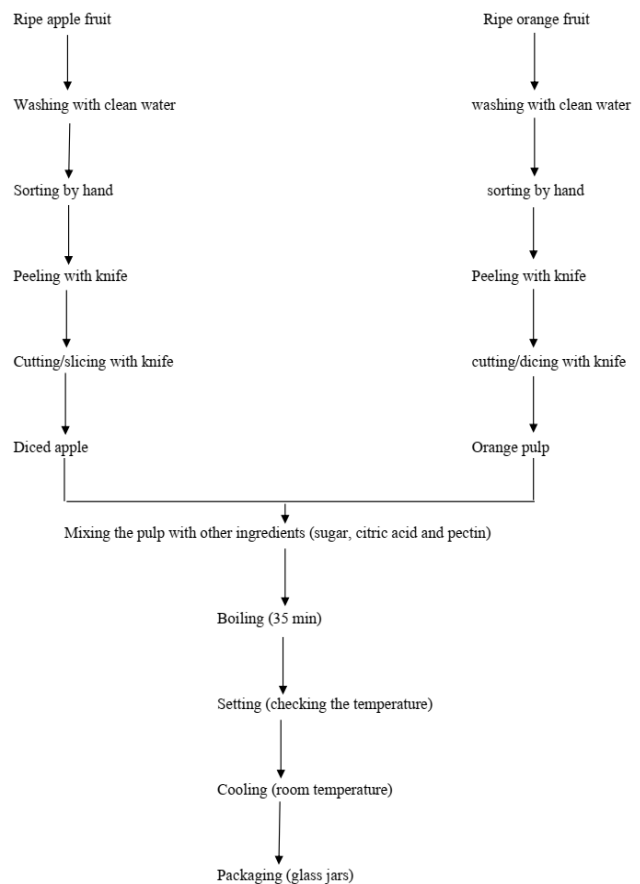 Ripe apple fruit
Ripe orange fruit
Washing with clean water
washing with clean water
Sorting by hand
sorting by hand
Peeling with knife
Peeling with knife
Cutting/slicing with knife
cutting/dicing with knife
Diced apple
Orange pulp
Mixing the pulp with other ingredients (sugar, citric acid and pectin)
Boiling (35 min)
Setting (checking the temperature)
Cooling (room temperature)
Packaging (glass jars)